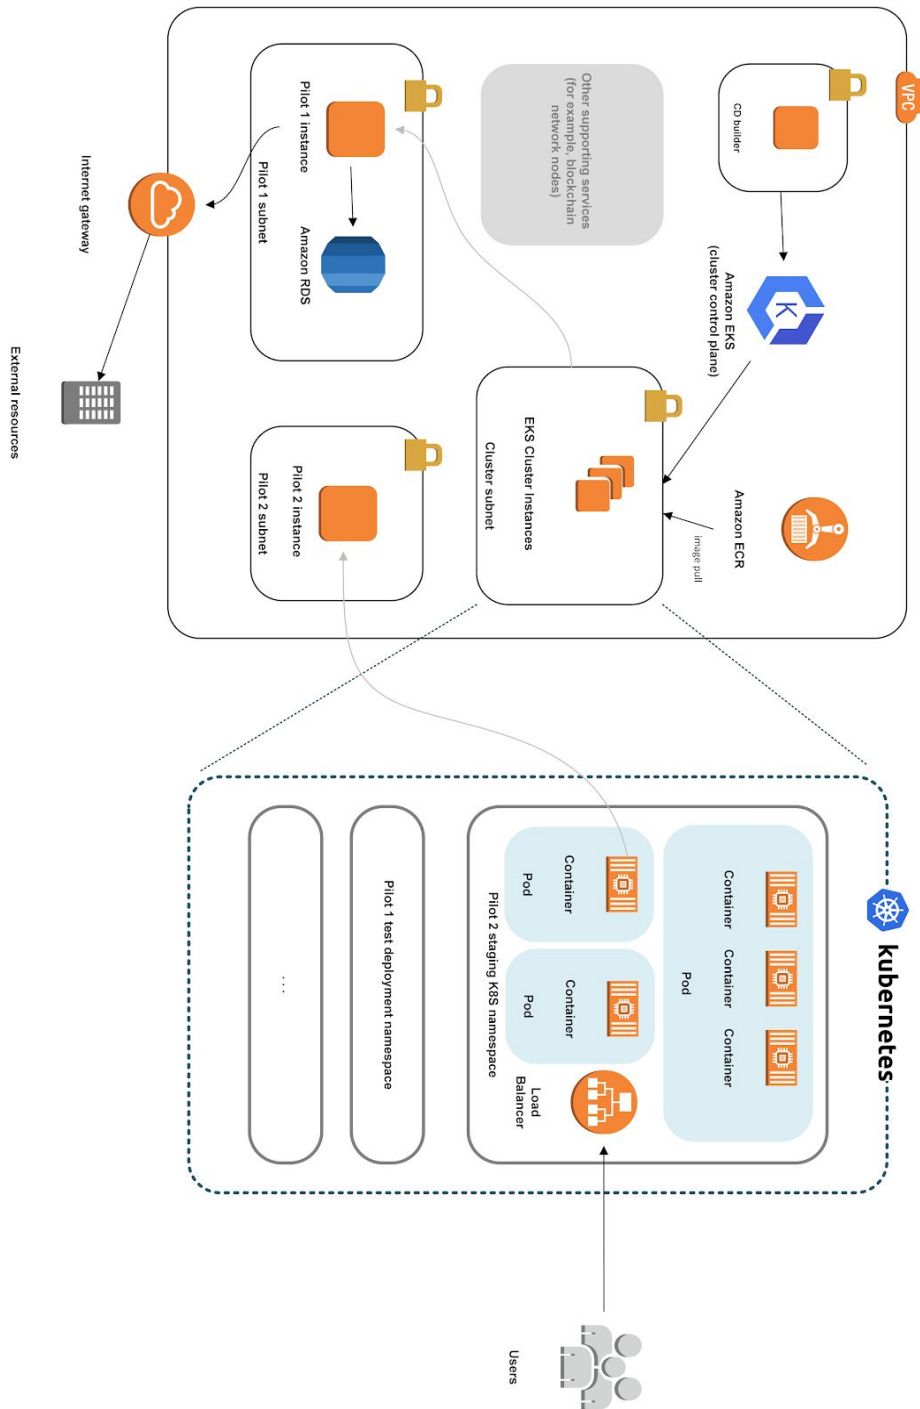 VPC
CD builder
Amazon EKS
(cluster control plane)
Amazon ECR
image pull
Other supporting services
(for example, blockchain
network nodes)
EKS Cluster Instances
Cluster subnet
Pilot 1 instance
Amazon RDS
Pilot 1 subnet
Pilot 2 instance
Pilot 2 subnet
Internet gateway
External resources
kubernetes
Container
Container
Container
Pod
Container
Pod
Container
Pod
Load
Balancer
Pilot 2 staging K8S namespace
Pilot 1 test deployment namespace
...
Users
K